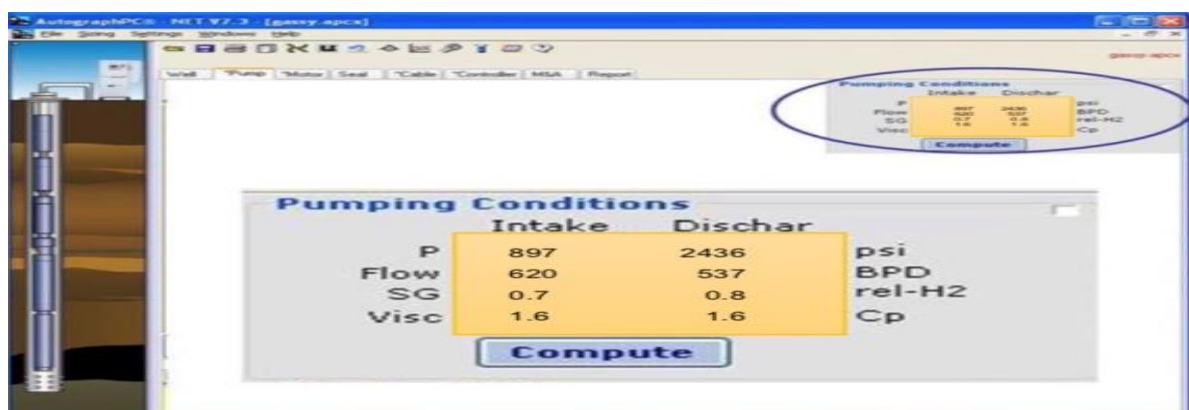 AutographPC® - .NET V7.3 - [gassy.apcx]
File Sizing Settings Windows Help
gassy.apcx
Well *Pump *Motor Seal *Cable *Controller M&A Report
Pumping Conditions
Intake Dischar
P 897 2436 psi
Flow 620 537 BPD
SG 0.7 0.8 rel-H2
Visc 1.6 1.6 Cp
Compute
Pumping Conditions
Intake Dischar
P 897 2436 psi
Flow 620 537 BPD
SG 0.7 0.8 rel-H2
Visc 1.6 1.6 Cp
Compute